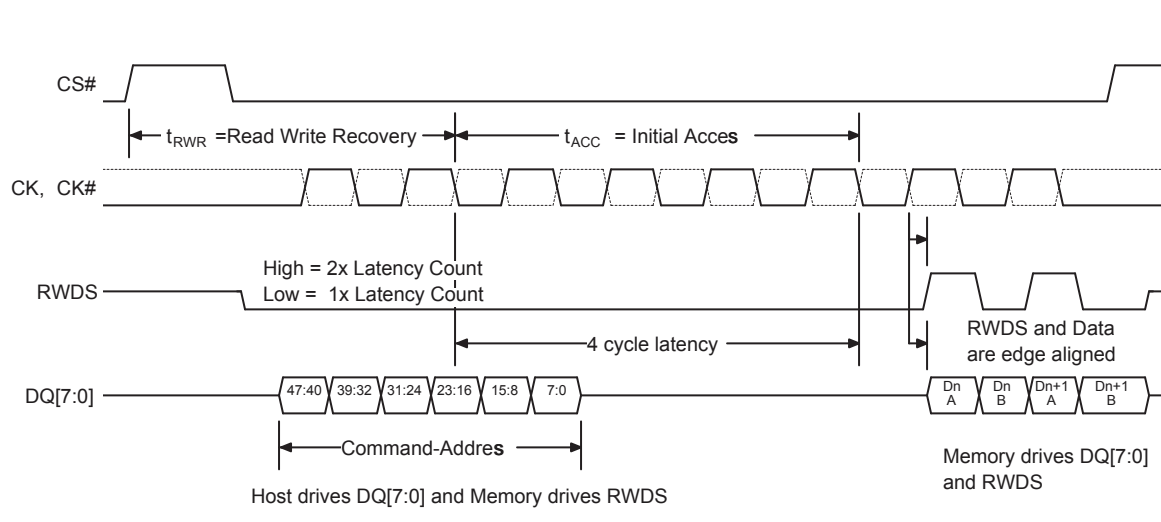 CS#
t_RWR =Read Write Recovery
t_ACC = Initial Acces
CK, CK#
High = 2x Latency Count
Low = 1x Latency Count
RWDS
4 cycle latency
RWDS and Data
are edge aligned
DQ[7:0]
47:40 39:32 31:24 23:16 15:8 7:0
Dn
A
Dn
B
Dn+1
A
Dn+1
B
Command-Addres
Host drives DQ[7:0] and Memory drives RWDS
Memory drives DQ[7:0]
and RWDS